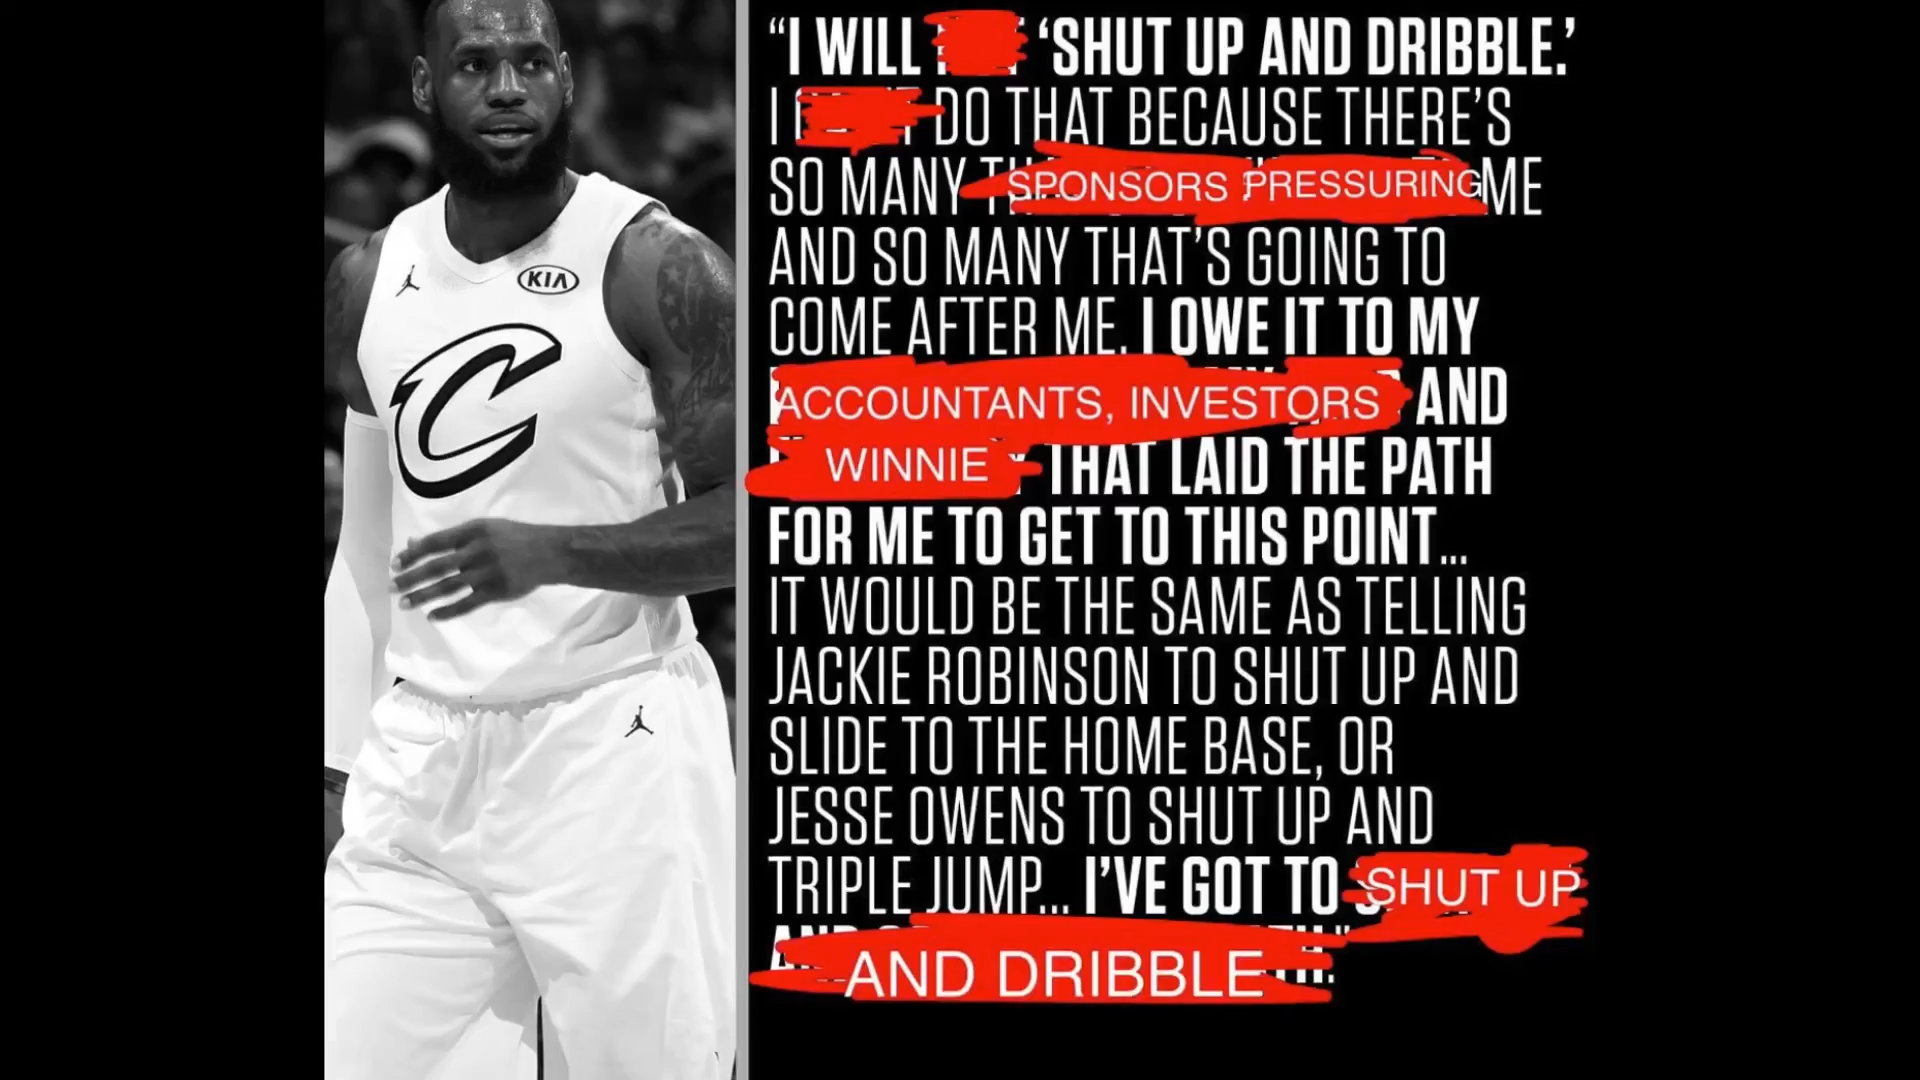 “I WILL ‘SHUT UP AND DRIBBLE.’
I DO THAT BECAUSE THERE’S
SO MANY SPONSORS PRESSURING ME
AND SO MANY THAT’S GOING TO
COME AFTER ME. I OWE IT TO MY
ACCOUNTANTS, INVESTORS AND
WINNIE THAT LAID THE PATH
FOR ME TO GET TO THIS POINT...
IT WOULD BE THE SAME AS TELLING
JACKIE ROBINSON TO SHUT UP AND
SLIDE TO THE HOME BASE, OR
JESSE OWENS TO SHUT UP AND
TRIPLE JUMP... I’VE GOT TO SHUT UP
AND DRIBBLE
KIA
C